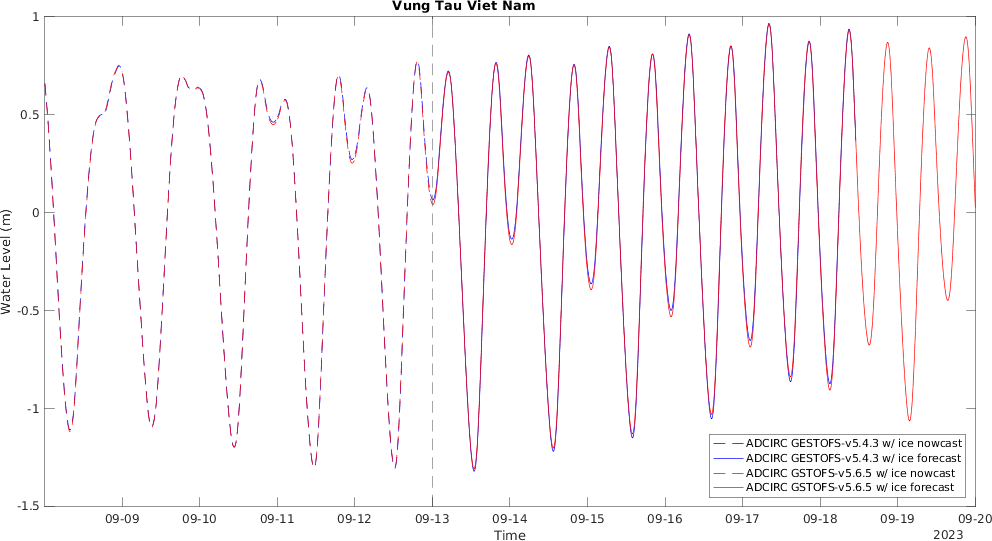 Vung Tau Viet Nam
1
0.5
0
-0.5
-1
-1.5
Water Level (m)
ADCIRC GESTOFS-v5.4.3 w/ ice nowcast
ADCIRC GESTOFS-v5.4.3 w/ ice forecast
ADCIRC GSTOFS-v5.6.5 w/ ice nowcast
ADCIRC GSTOFS-v5.6.5 w/ ice forecast
09-09 09-10 09-11 09-12 09-13 09-14 09-15 09-16 09-17 09-18 09-19 09-20
Time
2023